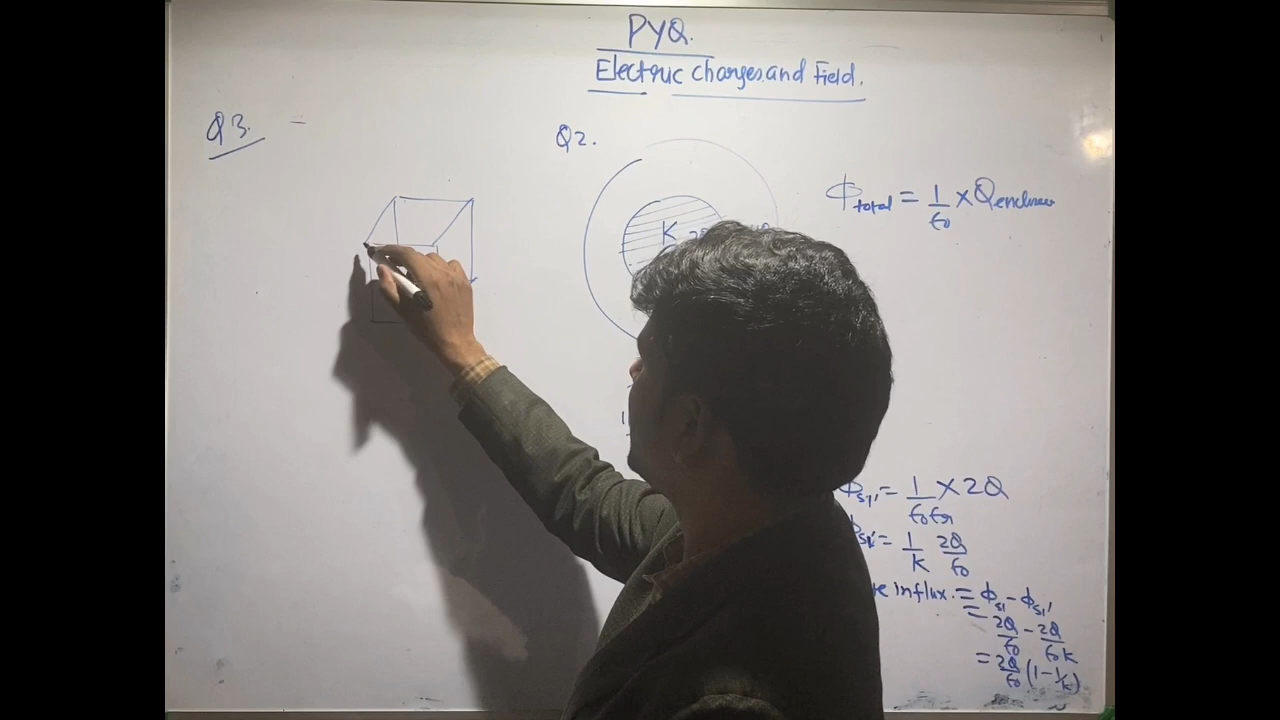 PYQ.
Electric Charges and Field.
Q3. =
Q2.
K
Φtotal = 1/ε0 × Qenclosed
ΦS1' = 1/ε0εr × 2Q
ΦS1' = 1/K 2Q/ε0
influx. = ΦS1 - ΦS1'
= 2Q/ε0 - 2Q/ε0K
= 2Q/ε0 (1 - 1/K)